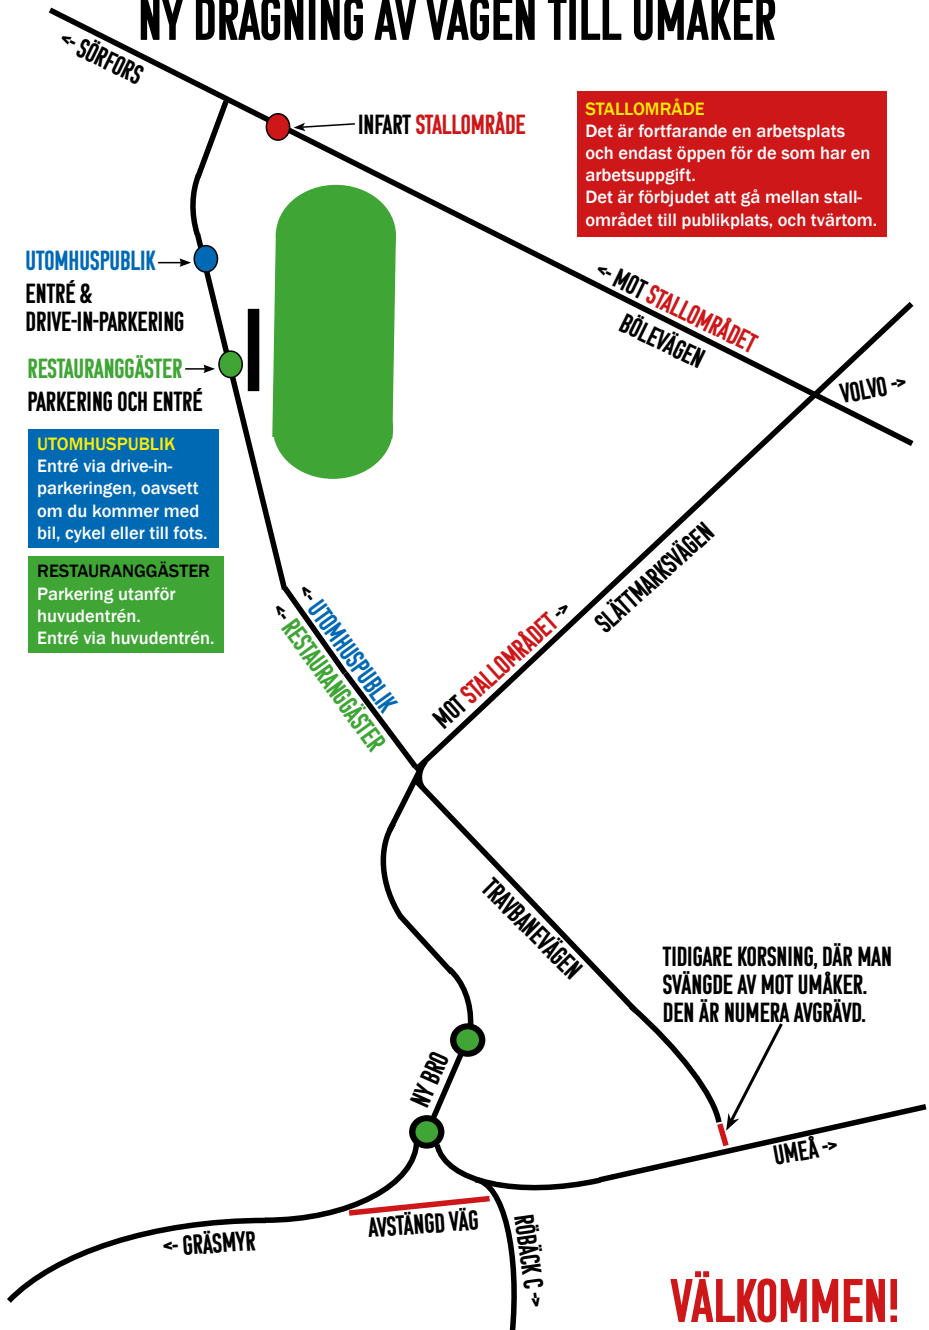 NY DRAGNING AV VÄGEN TILL UMÅKER
<- SÖRFORS
INFART STALLOMRÅDE
STALLOMRÅDE
Det är fortfarande en arbetsplats
och endast öppen för de som har en
arbetsuppgift.
Det är förbjudet att gå mellan stall-
området till publikplats, och tvärtom.
UTOMHUSPUBLIK
ENTRÉ &
DRIVE-IN-PARKERING
<- MOT STALLOMRÅDET
BÖLEVÄGEN
VOLVO ->
RESTAURANGGÄSTER
PARKERING OCH ENTRÉ
UTOMHUSPUBLIK
Entré via drive-in-
parkeringen, oavsett
om du kommer med
bil, cykel eller till fots.
RESTAURANGGÄSTER
Parkering utanför
huvudentrén.
Entré via huvudentrén.
<- UTOMHUSPUBLIK
<- RESTAURANGGÄSTER
MOT STALLOMRÅDET ->
SLÄTTMARKSVÄGEN
TRAVBANEVÄGEN
TIDIGARE KORSNING, DÄR MAN
SVÄNGDE AV MOT UMÅKER.
DEN ÄR NUMERA AVGRÄVD.
NY BRO
UMEÅ ->
AVSTÄNGD VÄG
<- GRÄSMYR
RÖBÄCK C ->
VÄLKOMMEN!